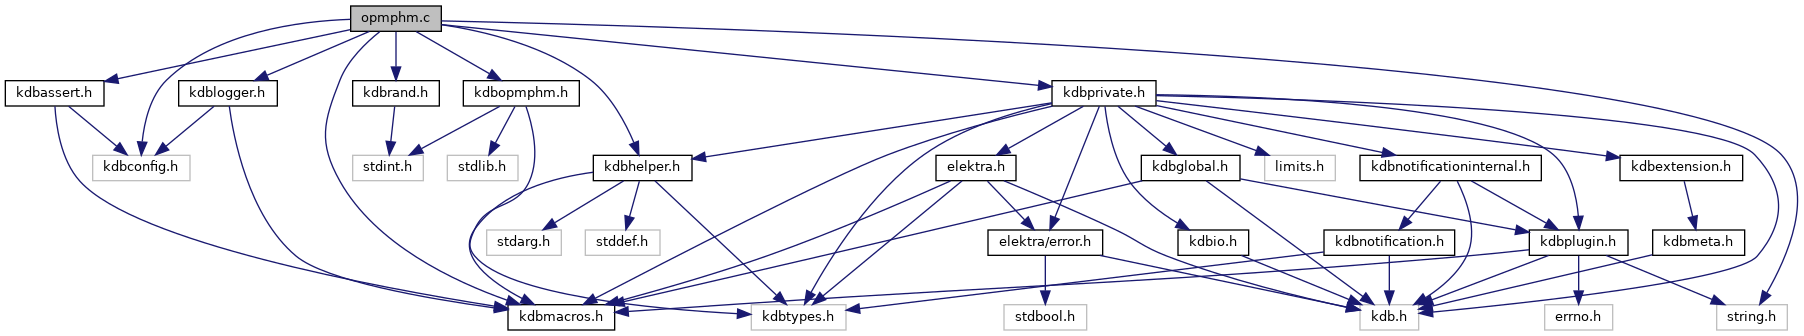 opmphm.c
kdbassert.h
kdblogger.h
kdbrand.h
kdbopmphm.h
kdbprivate.h
kdbconfig.h
stdint.h
stdlib.h
kdbhelper.h
elektra.h
kdbglobal.h
limits.h
kdbnotificationinternal.h
kdbextension.h
stdarg.h
stddef.h
elektra/error.h
kdbio.h
kdbnotification.h
kdbplugin.h
kdbmeta.h
kdbmacros.h
kdbtypes.h
stdbool.h
kdb.h
errno.h
string.h